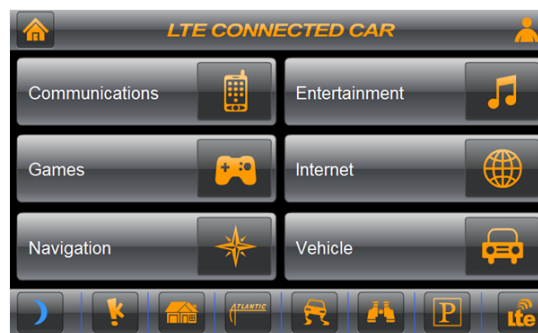 LTE CONNECTED CAR
Communications
Entertainment
Games
Internet
Navigation
Vehicle
ATLANTIC
P
lte